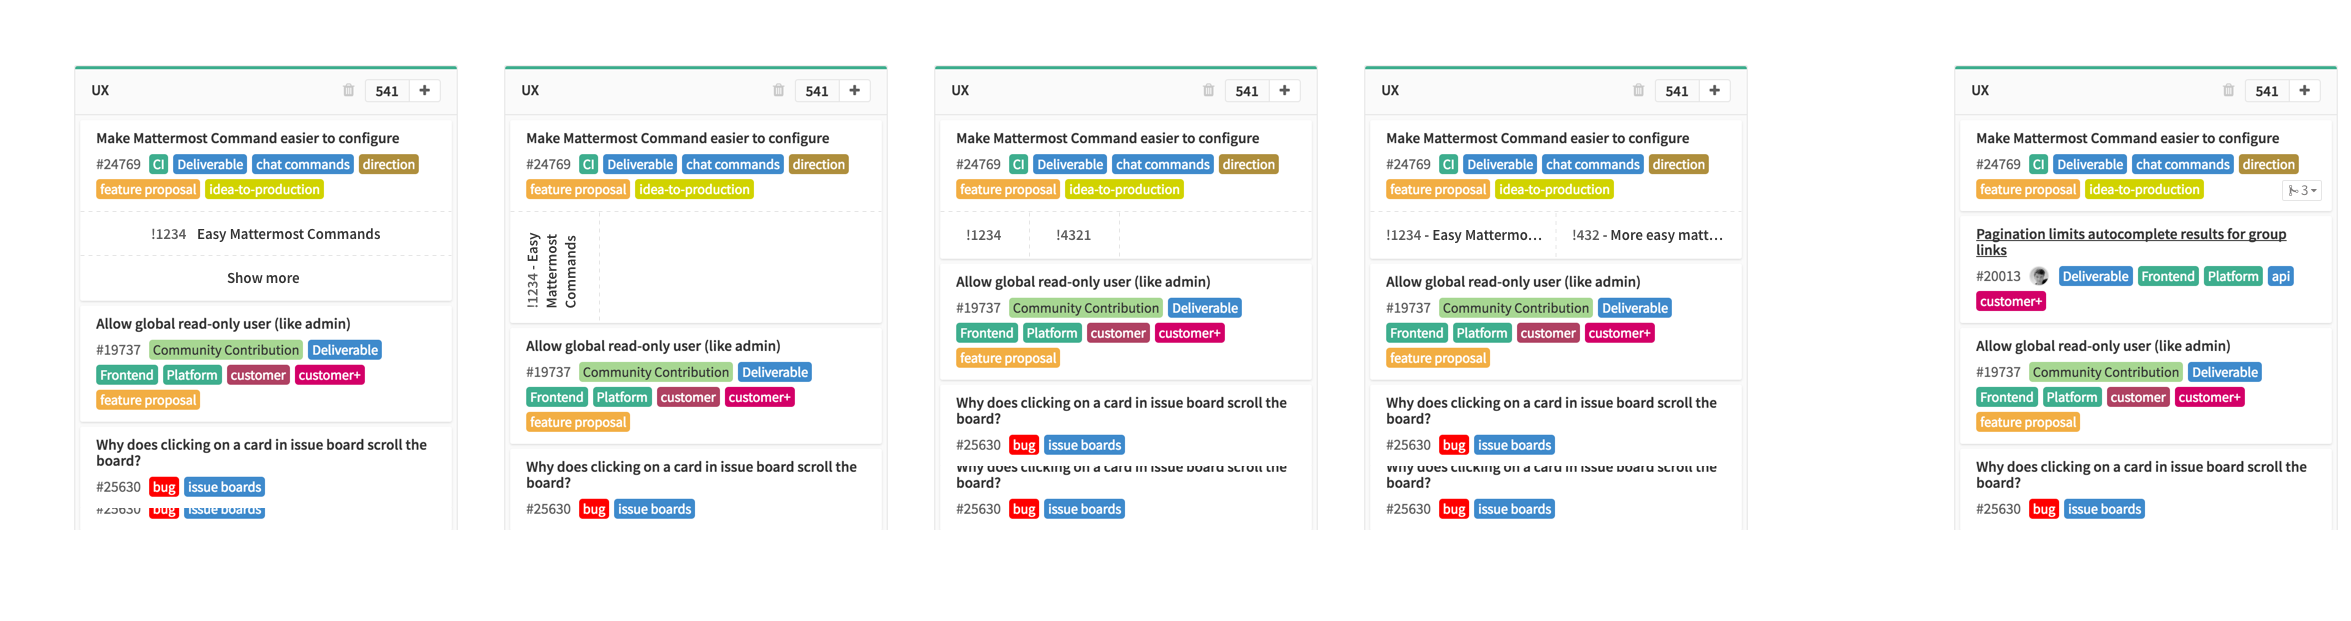 UX 541 +
Make Mattermost Command easier to configure
#24769 CI Deliverable chat commands direction
feature proposal idea-to-production
!1234 Easy Mattermost Commands
Show more
Allow global read-only user (like admin)
#19737 Community Contribution Deliverable
Frontend Platform customer customer+
feature proposal
Why does clicking on a card in issue board scroll the
board?
#25630 bug issue boards
#25630 bug issue boards
UX 541 +
Make Mattermost Command easier to configure
#24769 CI Deliverable chat commands direction
feature proposal idea-to-production
!1234 - Easy
Mattermost
Commands
Allow global read-only user (like admin)
#19737 Community Contribution Deliverable
Frontend Platform customer customer+
feature proposal
Why does clicking on a card in issue board scroll the
board?
#25630 bug issue boards
UX 541 +
Make Mattermost Command easier to configure
#24769 CI Deliverable chat commands direction
feature proposal idea-to-production
!1234 !4321
Allow global read-only user (like admin)
#19737 Community Contribution Deliverable
Frontend Platform customer customer+
feature proposal
Why does clicking on a card in issue board scroll the
board?
#25630 bug issue boards
Why does clicking on a card in issue board scroll the
board?
#25630 bug issue boards
UX 541 +
Make Mattermost Command easier to configure
#24769 CI Deliverable chat commands direction
feature proposal idea-to-production
!1234 - Easy Mattermo... !432 - More easy matt...
Allow global read-only user (like admin)
#19737 Community Contribution Deliverable
Frontend Platform customer customer+
feature proposal
Why does clicking on a card in issue board scroll the
board?
#25630 bug issue boards
Why does clicking on a card in issue board scroll the
board?
#25630 bug issue boards
UX 541 +
Make Mattermost Command easier to configure
#24769 CI Deliverable chat commands direction
feature proposal idea-to-production 3
Pagination limits autocomplete results for group
links
#20013 Deliverable Frontend Platform api
customer+
Allow global read-only user (like admin)
#19737 Community Contribution Deliverable
Frontend Platform customer customer+
feature proposal
Why does clicking on a card in issue board scroll the
board?
#25630 bug issue boards